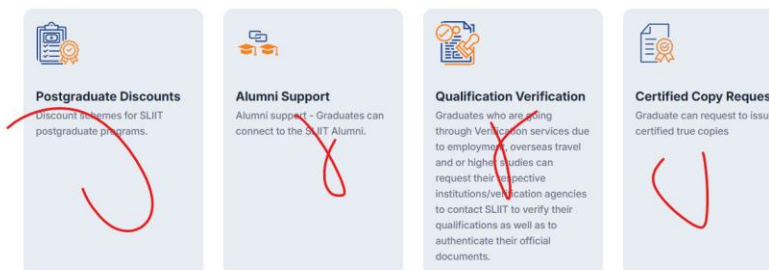 Postgraduate Discounts
Discount schemes for SLIIT
postgraduate programs.
Alumni Support
Alumni support - Graduates can
connect to the SLIIT Alumni.
Qualification Verification
Graduates who are going
through Verification services due
to employment, overseas travel
and or higher studies can
request their respective
institutions/verification agencies
to contact SLIIT to verify their
qualifications as well as to
authenticate their official
documents.
Certified Copy Reques
Graduate can request to issu
certified true copies